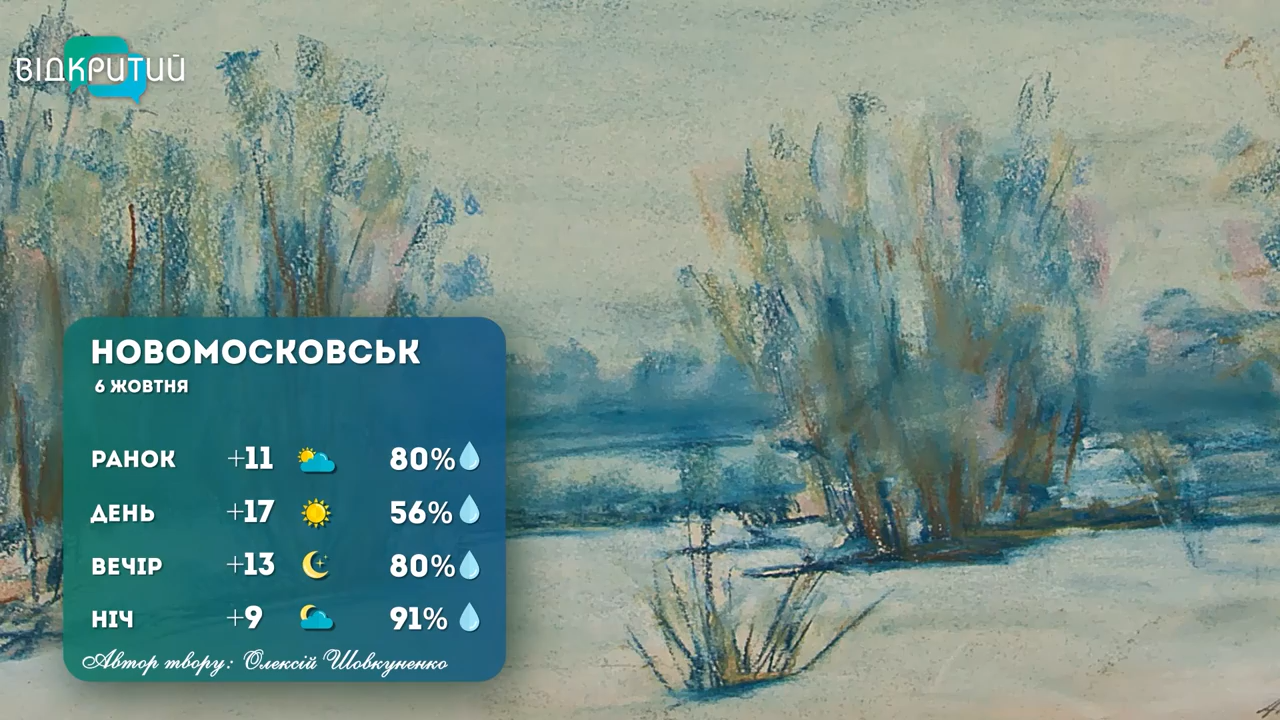 ВІДКРИТИЙ
НОВОМОСКОВСЬК
6 ЖОВТНЯ
РАНОК +11 80%
ДЕНЬ +17 56%
ВЕЧІР +13 80%
НІЧ +9 91%
Автор твору: Олексій Шовкуненко